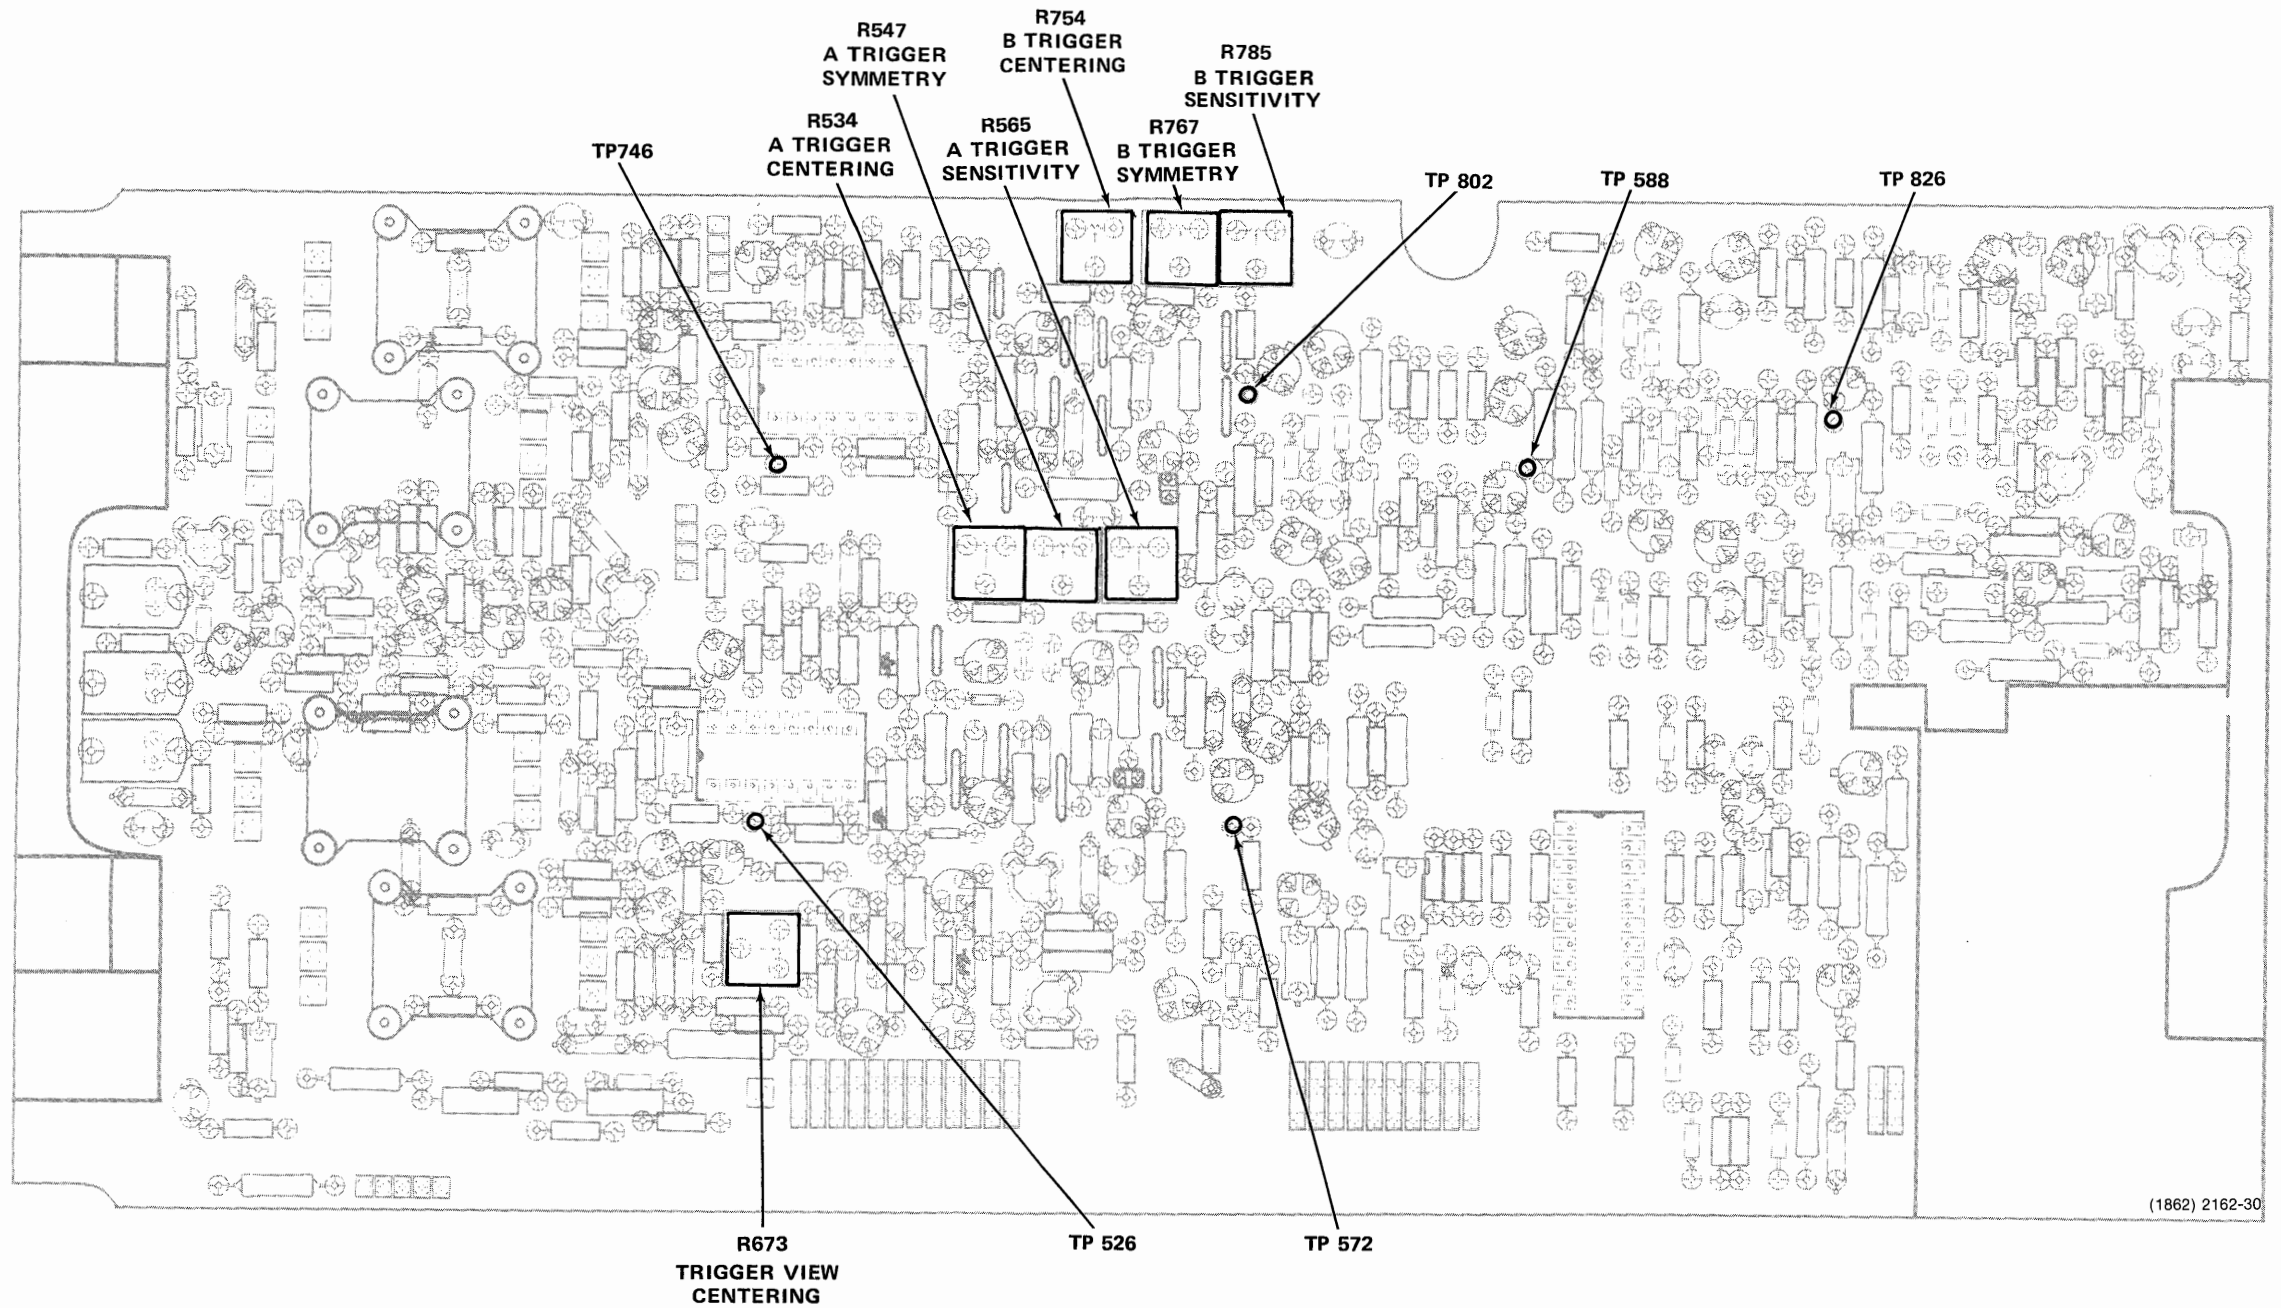 R547
A TRIGGER
SYMMETRY
R754
B TRIGGER
CENTERING
R785
B TRIGGER
SENSITIVITY
R534
A TRIGGER
CENTERING
R565
A TRIGGER
SENSITIVITY
R767
B TRIGGER
SYMMETRY
TP746
TP 802
TP 588
TP 826
(1862) 2162-30
R673
TRIGGER VIEW
CENTERING
TP 526
TP 572